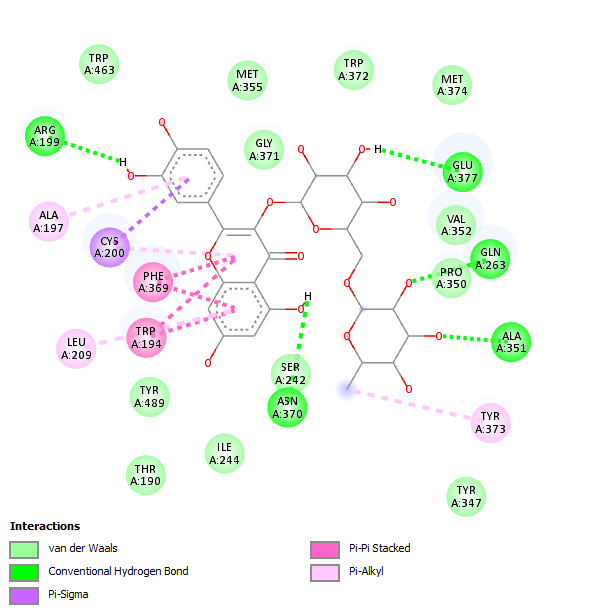 TRP
A:463
MET
A:355
TRP
A:372
MET
A:374
ARG
A:199
H
O
O
GLY
A:371
O
O
H
GLU
A:377
ALA
A:197
O
O
CYS
A:200
VAL
A:352
O
O
O
GLN
A:263
PHE
A:369
PRO
A:350
O
O
H
O
TRP
A:194
LEU
A:209
O
O
O
ALA
A:351
SER
A:242
TYR
A:489
ASN
A:370
O
TYR
A:373
ILE
A:244
THR
A:190
TYR
A:347
Interactions
van der Waals
Conventional Hydrogen Bond
Pi-Sigma
Pi-Pi Stacked
Pi-Alkyl